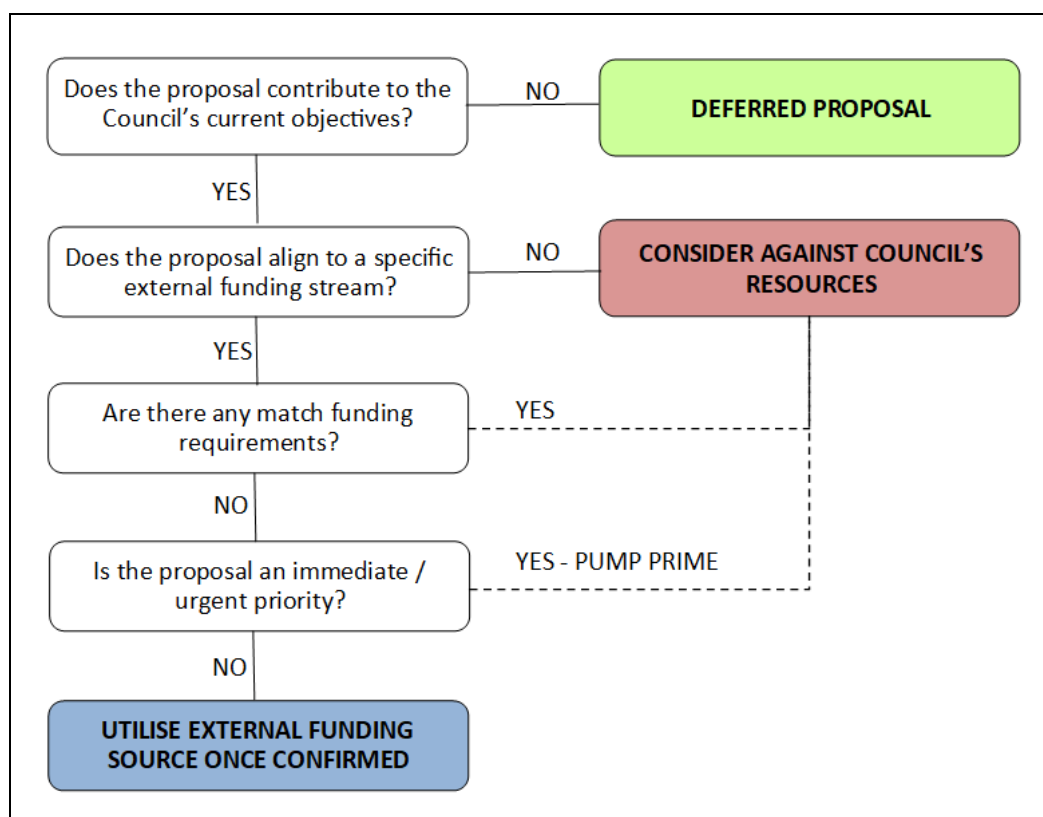 Does the proposal contribute to the
Council's current objectives?
NO
DEFERRED PROPOSAL
YES
Does the proposal align to a specific
external funding stream?
NO
CONSIDER AGAINST COUNCIL'S
RESOURCES
YES
Are there any match funding
requirements?
YES
NO
Is the proposal an immediate /
urgent priority?
YES - PUMP PRIME
NO
UTILISE EXTERNAL FUNDING
SOURCE ONCE CONFIRMED